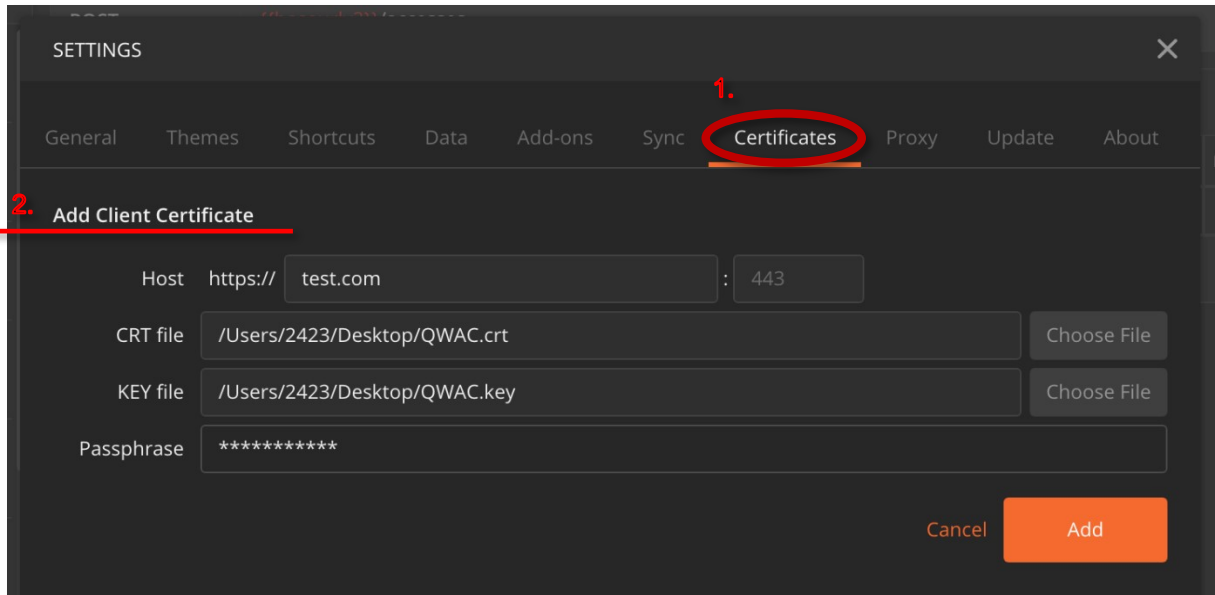 POST
SETTINGS
1.
General Themes Shortcuts Data Add-ons Sync Certificates Proxy Update About
2. Add Client Certificate
Host https:// test.com : 443
CRT file /Users/2423/Desktop/QWAC.crt Choose File
KEY file /Users/2423/Desktop/QWAC.key Choose File
Passphrase ***********
Cancel Add